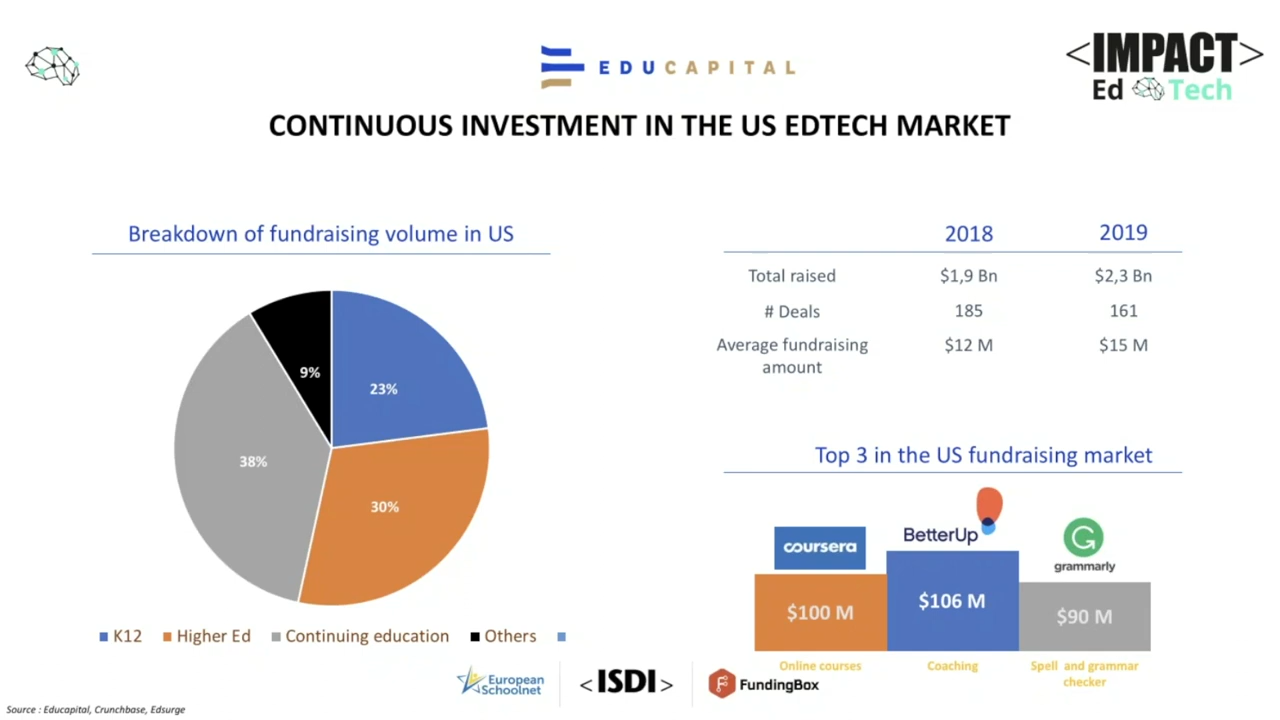 EDUCAPITAL
<IMPACT>
Ed Tech
CONTINUOUS INVESTMENT IN THE US EDTECH MARKET
Breakdown of fundraising volume in US
9%
23%
38%
30%
K12 Higher Ed Continuing education Others
2018 2019
Total raised $1,9 Bn $2,3 Bn
# Deals 185 161
Average fundraising amount $12 M $15 M
Top 3 in the US fundraising market
coursera
BetterUp
grammarly
$100 M
$106 M
$90 M
Online courses
Coaching
Spell and grammar
checker
European
Schoolnet
<ISDI>
FundingBox
Source : Educapital, Crunchbase, Edsurge